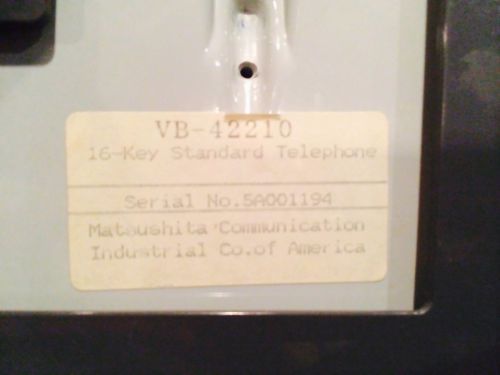 VB-42210
16-Key Standard Telephone
Serial No.5A001194
Matsushita Communication
Industrial Co.of America